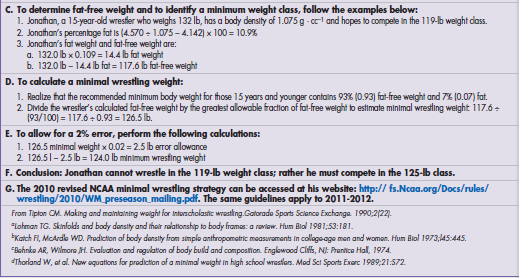 C. To determine fat-free weight and to identify a minimum weight class, follow the examples below:
1. Jonathan, a 15-year-old wrestler who weighs 132 lb, has a body density of 1.075 g · cc⁻¹ and hopes to compete in the 119-lb weight class.
2. Jonathan's percentage fat is (4.570 ÷ 1.075 – 4.142) × 100 = 10.9%
3. Jonathan's fat weight and fat-free weight are:
a. 132.0 lb × 0.109 = 14.4 lb fat weight
b. 132.0 lb – 14.4 lb fat = 117.6 lb fat-free weight
D. To calculate a minimal wrestling weight:
1. Realize that the recommended minimum body weight for those 15 years and younger contains 93% (0.93) fat-free weight and 7% (0.07) fat.
2. Divide the wrestler's calculated fat-free weight by the greatest allowable fraction of fat-free weight to estimate minimal wrestling weight: 117.6 ÷
(93/100) = 117.6 ÷ 0.93 = 126.5 lb.
E. To allow for a 2% error, perform the following calculations:
1. 126.5 minimal weight × 0.02 = 2.5 lb error allowance
2. 126.5 l – 2.5 lb = 124.0 lb minimum wrestling weight
F. Conclusion: Jonathan cannot wrestle in the 119-lb weight class; rather he must compete in the 125-lb class.
G. The 2010 revised NCAA minimal wrestling strategy can be accessed at his website: http:// fs.Ncaa.org/Docs/rules/
wrestling/2010/WM_preseason_mailing.pdf. The same guidelines apply to 2011-2012.
From Tipton CM. Making and maintaining weight for interscholastic wrestling.Gatorade Sports Science Exchange. 1990;2(22).
ᵃLohman TG. Skinfolds and body density and their relationship to body fatness: a review. Hum Biol 1981;53:181.
ᵇKatch FI, McArdle WD. Prediction of body density from simple anthropometric measurements in college-age men and women. Hum Biol 1973;l45:445.
ᶜBehnke AR, Wilmore JH. Evaluation and regulation of body build and composition. Englewood Cliffs, NJ: Prentice Hall, 1974.
ᵈThorland W, et al. New equations for prediction of a minimal weight in high school wrestlers. Med Sci Sports Exerc 1989;21:S72.